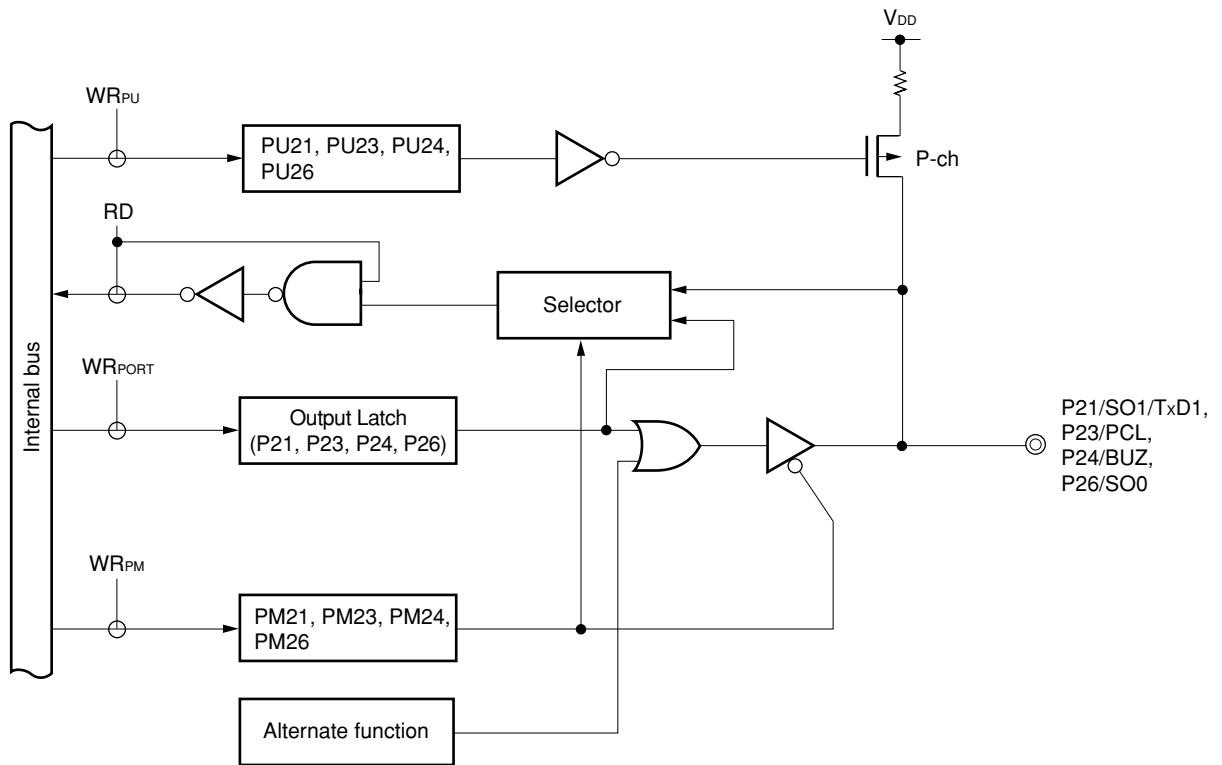 VDD
WRPU
PU21, PU23, PU24,
PU26
P-ch
RD
Selector
Internal bus
WRPORT
Output Latch
(P21, P23, P24, P26)
P21/SO1/TxD1,
P23/PCL,
P24/BUZ,
P26/SO0
WRPM
PM21, PM23, PM24,
PM26
Alternate function